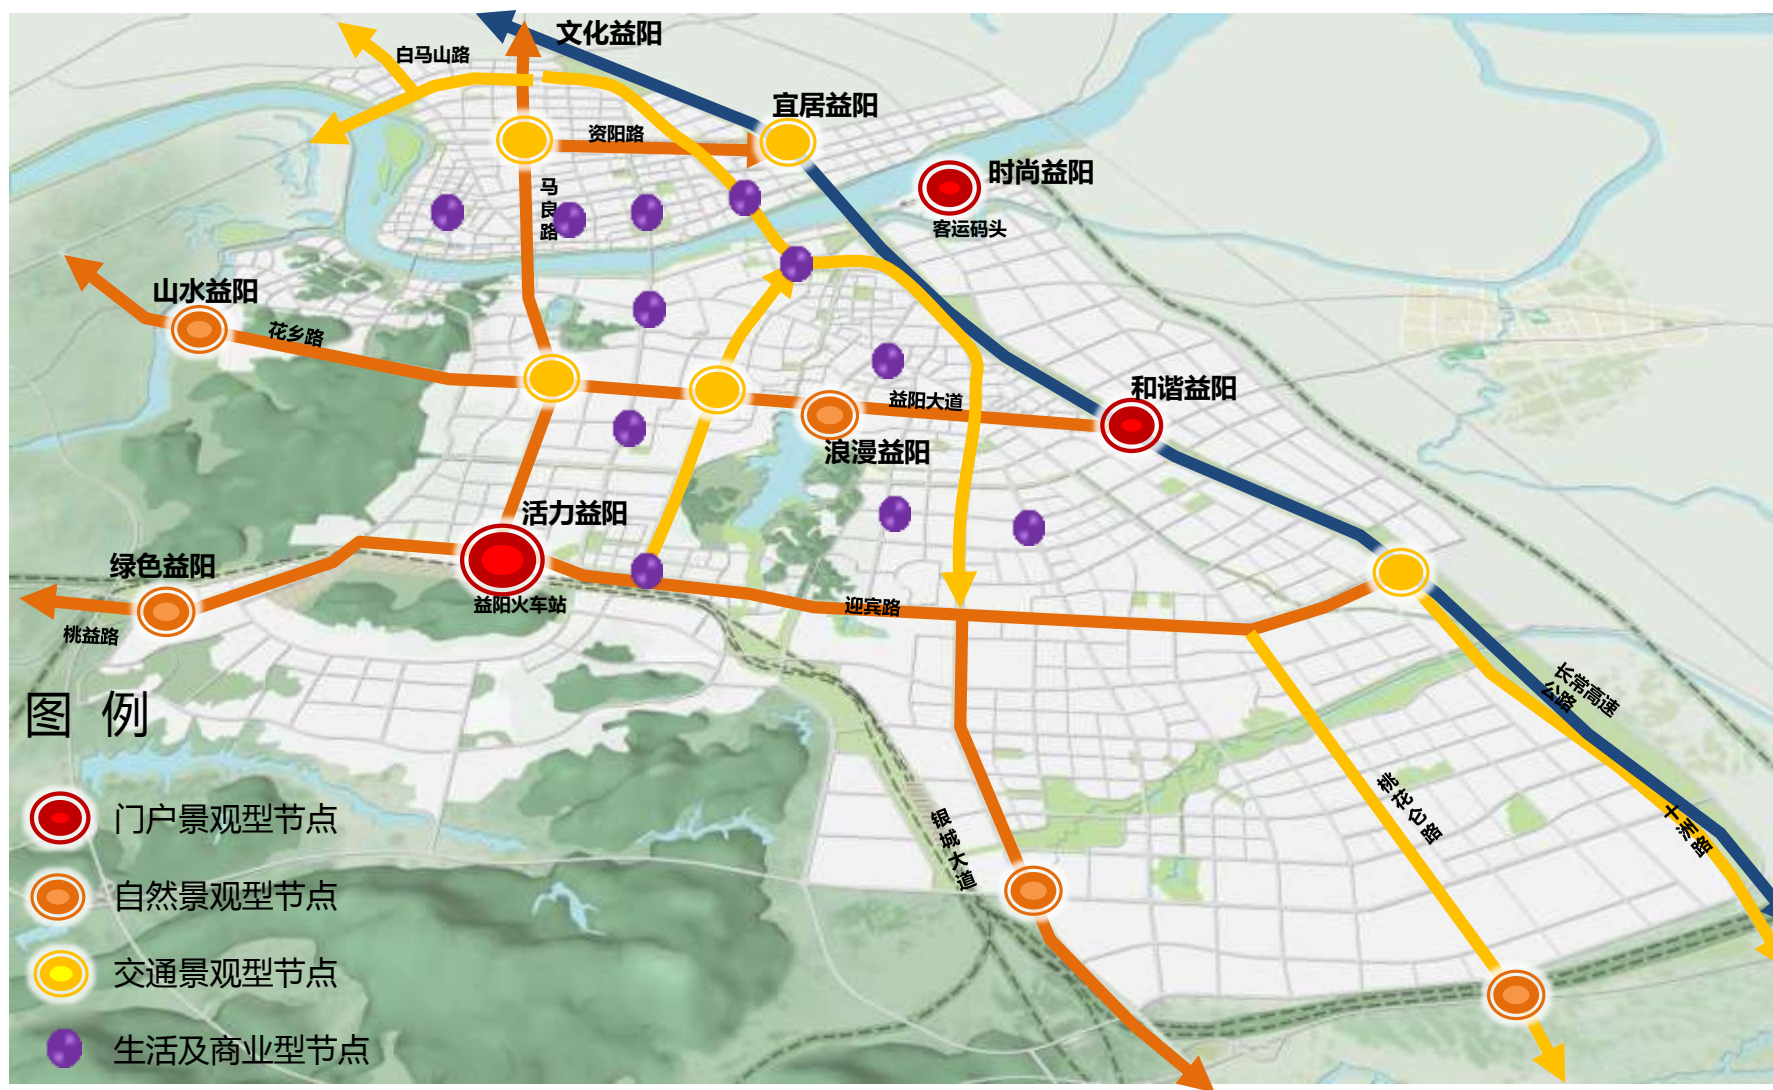 文化益阳
白马山路
宜居益阳
资阳路
时尚益阳
马良路
客运码头
山水益阳
花乡路
和谐益阳
益阳大道
浪漫益阳
活力益阳
绿色益阳
益阳火车站
迎宾路
桃益路
长常高速
公路
图 例
桃花仑路
十洲路
银城大道
门户景观型节点
自然景观型节点
交通景观型节点
生活及商业型节点